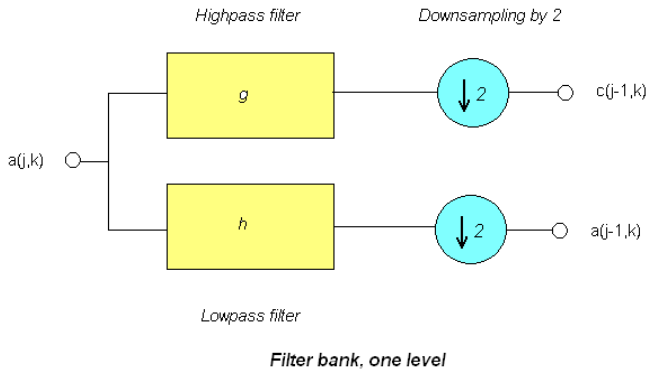 Highpass filter
Downsampling by 2
g
↓ 2
c(j-1,k)
a(j,k)
h
↓ 2
a(j-1,k)
Lowpass filter
Filter bank, one level